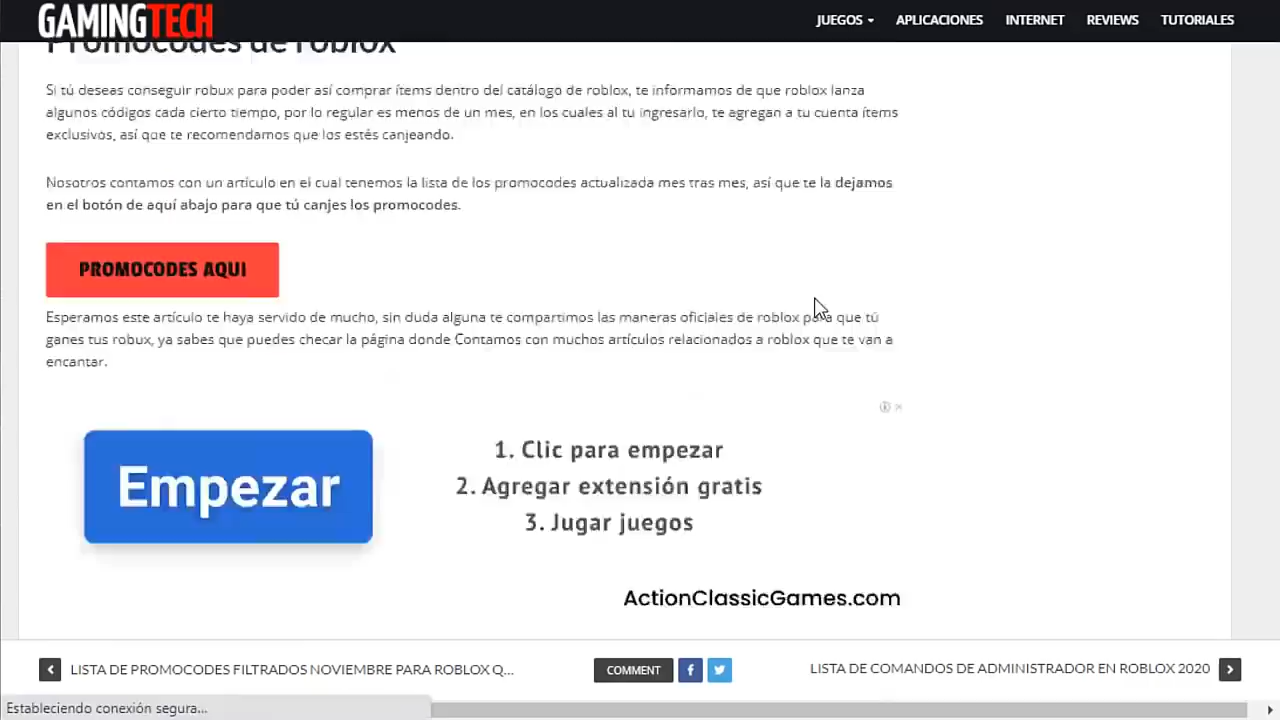 GAMINGTECH
JUEGOS
APLICACIONES
INTERNET
REVIEWS
TUTORIALES
Promocodes de roblox
Si tú deseas conseguir robux para poder así comprar ítems dentro del catálogo de roblox, te informamos de que roblox lanza
algunos códigos cada cierto tiempo, por lo regular es menos de un mes, en los cuales al tu ingresarlo, te agregan a tu cuenta ítems
exclusivos, así que te recomendamos que los estés canjeando.
Nosotros contamos con un artículo en el cual tenemos la lista de los promocodes actualizada mes tras mes, así que te la dejamos
en el botón de aquí abajo para que tú canjes los promocodes.
PROMOCODES AQUI
Esperamos este artículo te haya servido de mucho, sin duda alguna te compartimos las maneras oficiales de roblox para que tú
ganes tus robux, ya sabes que puedes checar la página donde Contamos con muchos artículos relacionados a roblox que te van a
encantar.
Empezar
1. Clic para empezar
2. Agregar extensión gratis
3. Jugar juegos
ActionClassicGames.com
LISTA DE PROMOCODES FILTRADOS NOVIEMBRE PARA ROBLOX Q...
COMMENT
LISTA DE COMANDOS DE ADMINISTRADOR EN ROBLOX 2020
Estableciendo conexión segura...